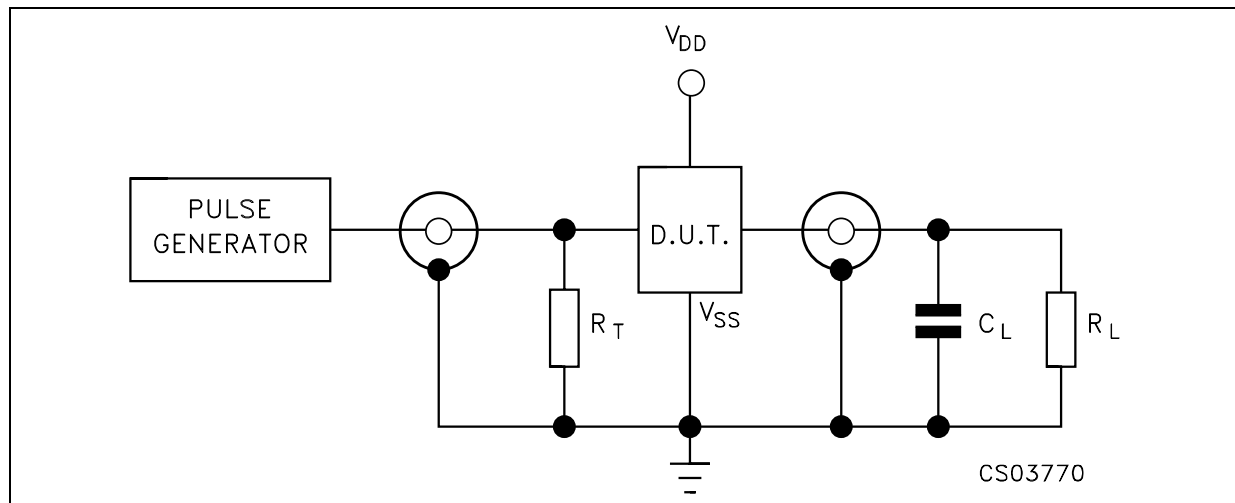 VDD
PULSE
GENERATOR
D.U.T.
VSS
RT
CL
RL
CS03770